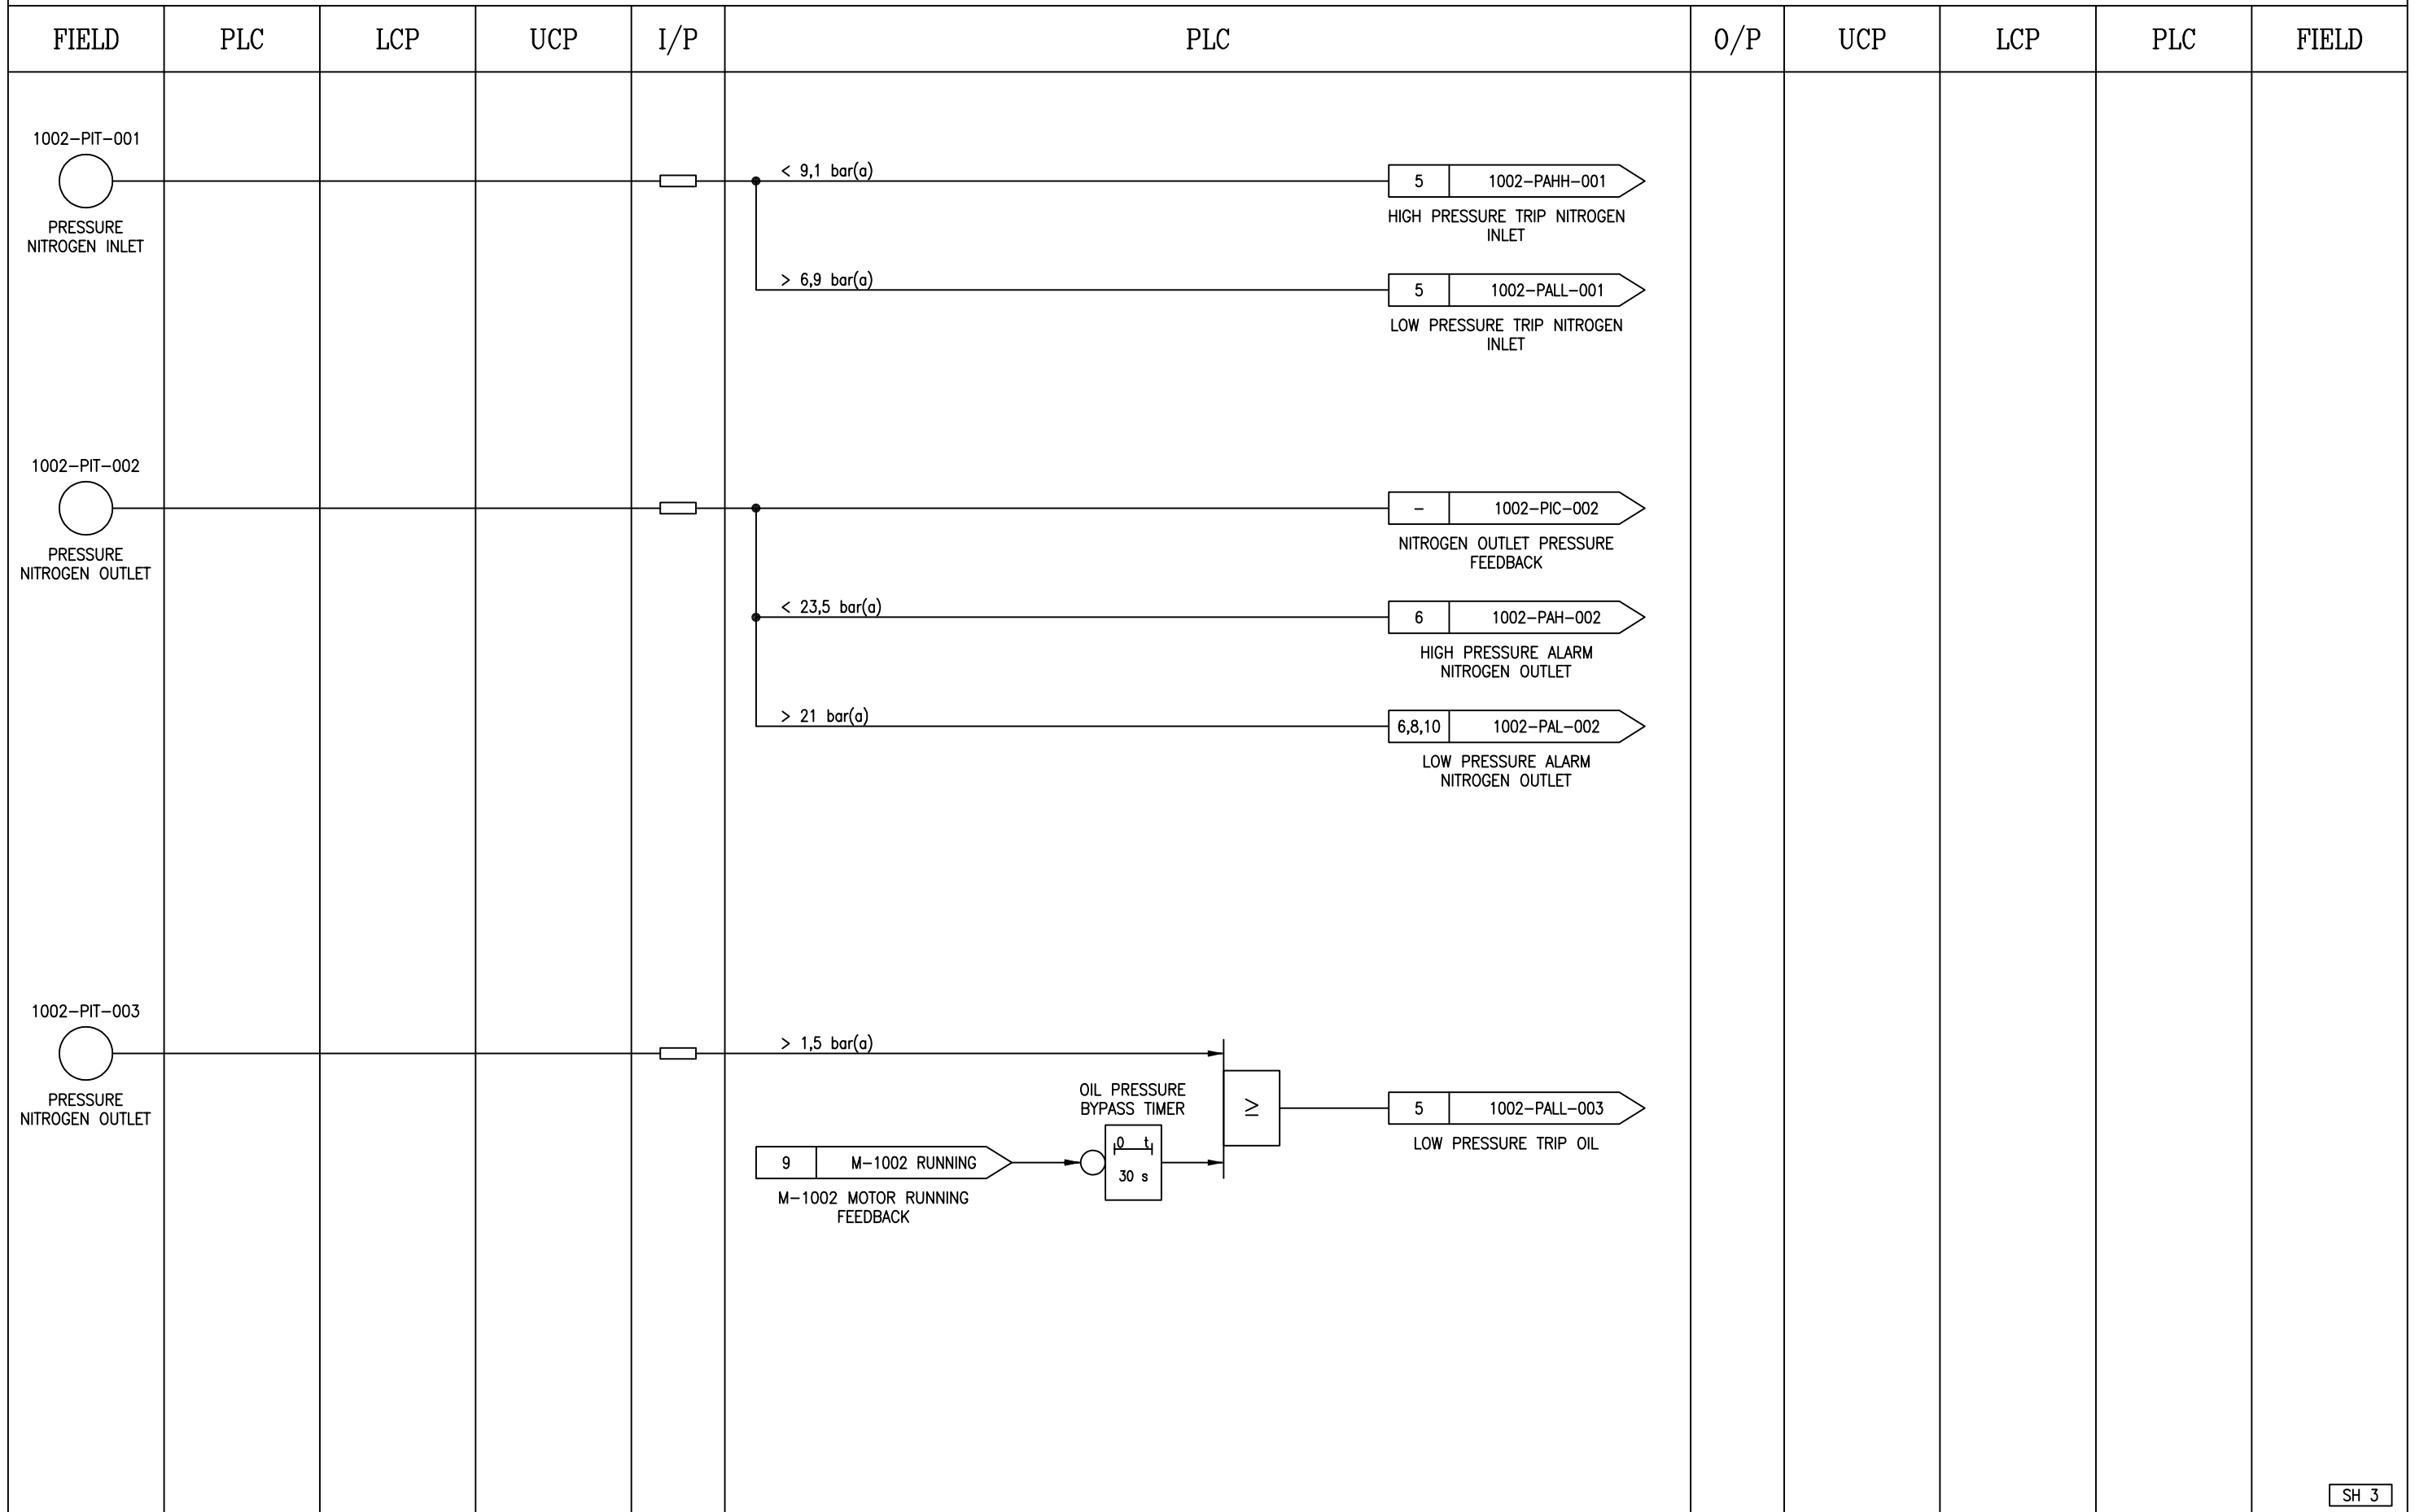 FIELD PLC LCP UCP I/P PLC O/P UCP LCP PLC FIELD
1002-PIT-001
PRESSURE
NITROGEN INLET
< 9,1 bar(a)
5 1002-PAHH-001
HIGH PRESSURE TRIP NITROGEN
INLET
> 6,9 bar(a)
5 1002-PALL-001
LOW PRESSURE TRIP NITROGEN
INLET
1002-PIT-002
PRESSURE
NITROGEN OUTLET
- 1002-PIC-002
NITROGEN OUTLET PRESSURE
FEEDBACK
< 23,5 bar(a)
6 1002-PAH-002
HIGH PRESSURE ALARM
NITROGEN OUTLET
> 21 bar(a)
6,8,10 1002-PAL-002
LOW PRESSURE ALARM
NITROGEN OUTLET
1002-PIT-003
PRESSURE
NITROGEN OUTLET
> 1,5 bar(a)
OIL PRESSURE
BYPASS TIMER
0 t
30 s
≥
9 M-1002 RUNNING
M-1002 MOTOR RUNNING
FEEDBACK
5 1002-PALL-003
LOW PRESSURE TRIP OIL
SH 3